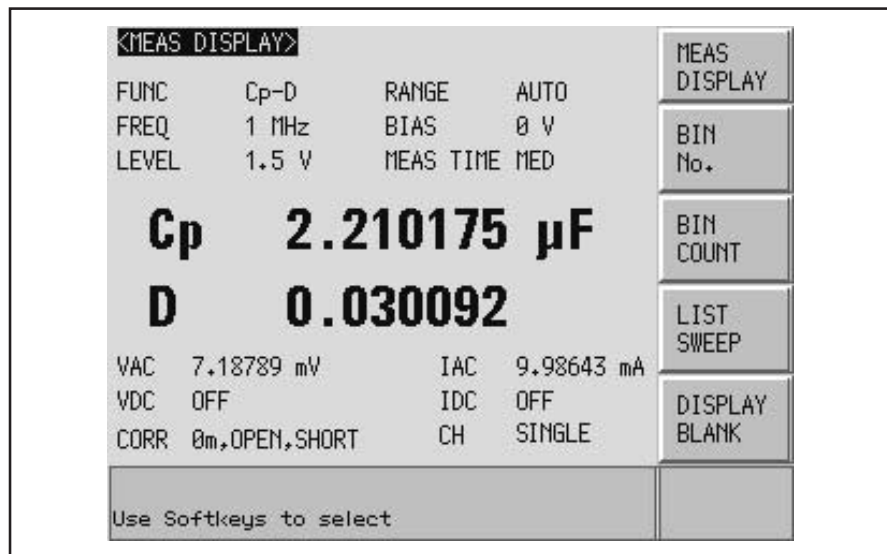 <MEAS DISPLAY>
FUNC Cp-D RANGE AUTO
FREQ 1 MHz BIAS 0 V
LEVEL 1.5 V MEAS TIME MED
Cp 2.210175 µF
D 0.030092
VAC 7.18789 mV IAC 9.98643 mA
VDC OFF IDC OFF
CORR 0m,OPEN,SHORT CH SINGLE
Use Softkeys to select
MEAS
DISPLAY
BIN
No.
BIN
COUNT
LIST
SWEEP
DISPLAY
BLANK